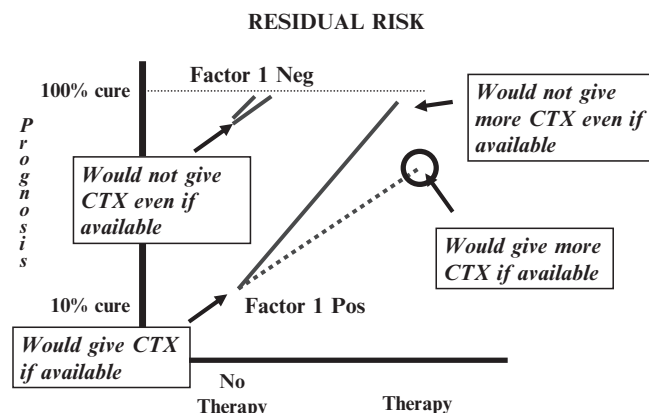 RESIDUAL RISK
Factor 1 Neg
100% cure
Prognosis
Would not give
more CTX even if
available
Would not give
CTX even if
available
Would give more
CTX if available
10% cure
Factor 1 Pos
Would give CTX
if available
No
Therapy
Therapy